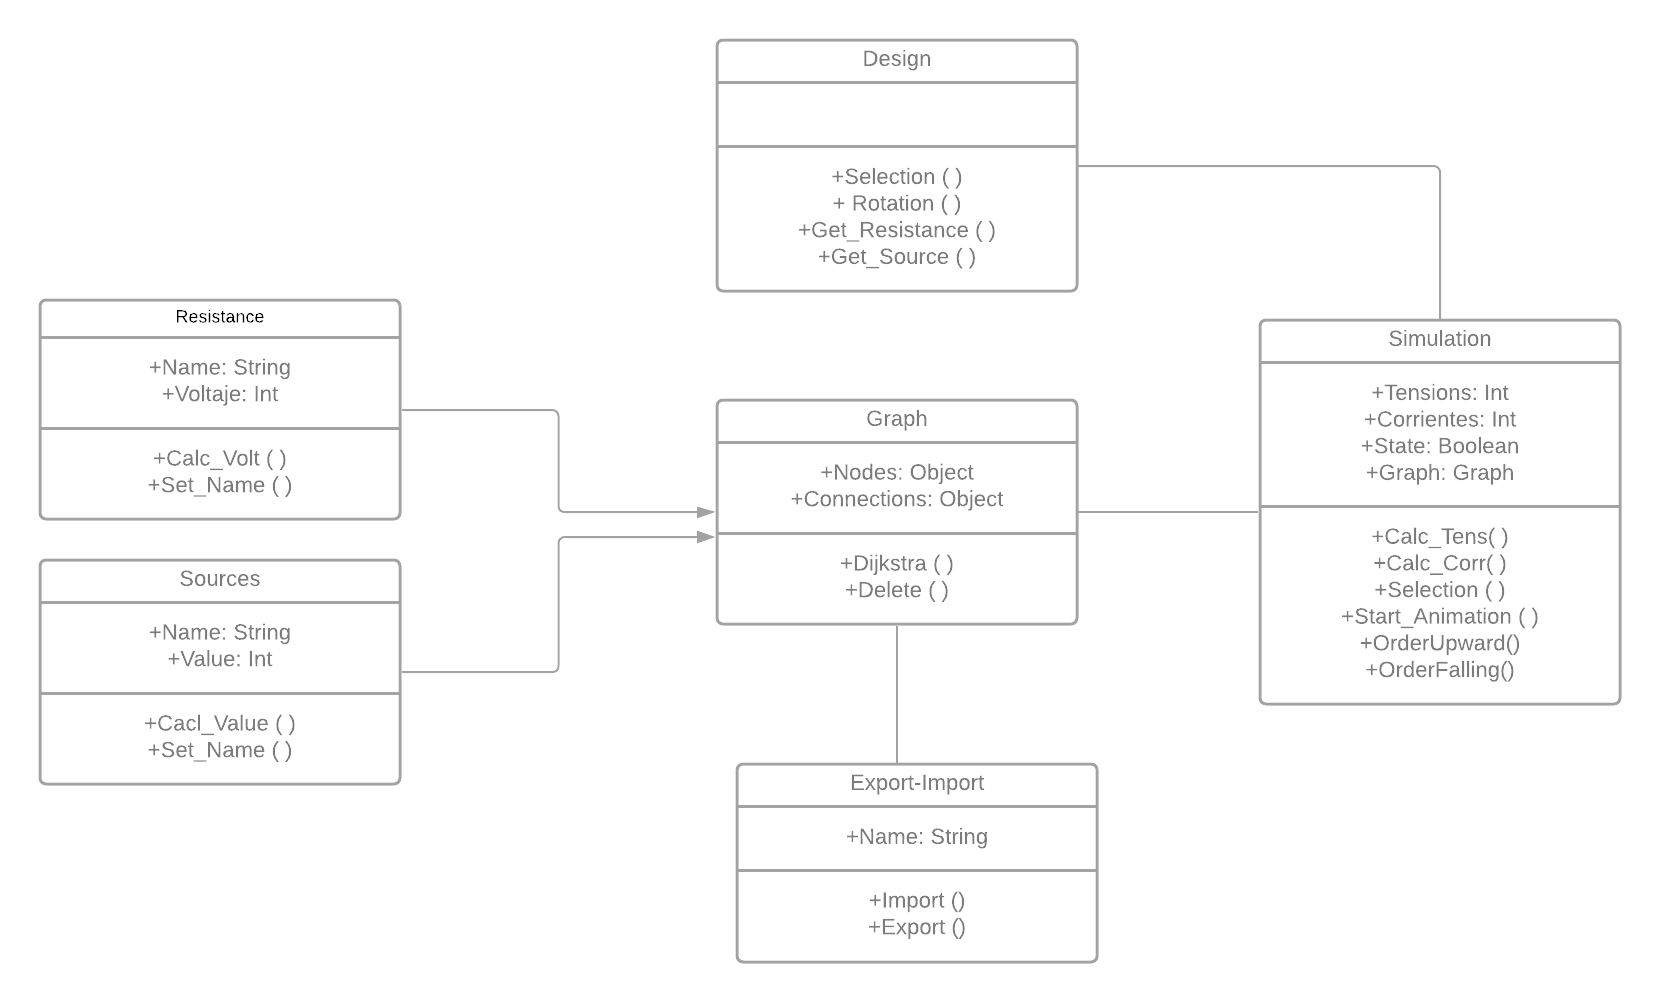 Design
+Selection ( )
+ Rotation ( )
+Get_Resistance ( )
+Get_Source ( )
Resistance
+Name: String
+Voltaje: Int
+Calc_Volt ( )
+Set_Name ( )
Sources
+Name: String
+Value: Int
+Cacl_Value ( )
+Set_Name ( )
Graph
+Nodes: Object
+Connections: Object
+Dijkstra ( )
+Delete ( )
Simulation
+Tensions: Int
+Corrientes: Int
+State: Boolean
+Graph: Graph
+Calc_Tens( )
+Calc_Corr( )
+Selection ( )
+Start_Animation ( )
+OrderUpward()
+OrderFalling()
Export-Import
+Name: String
+Import ()
+Export ()